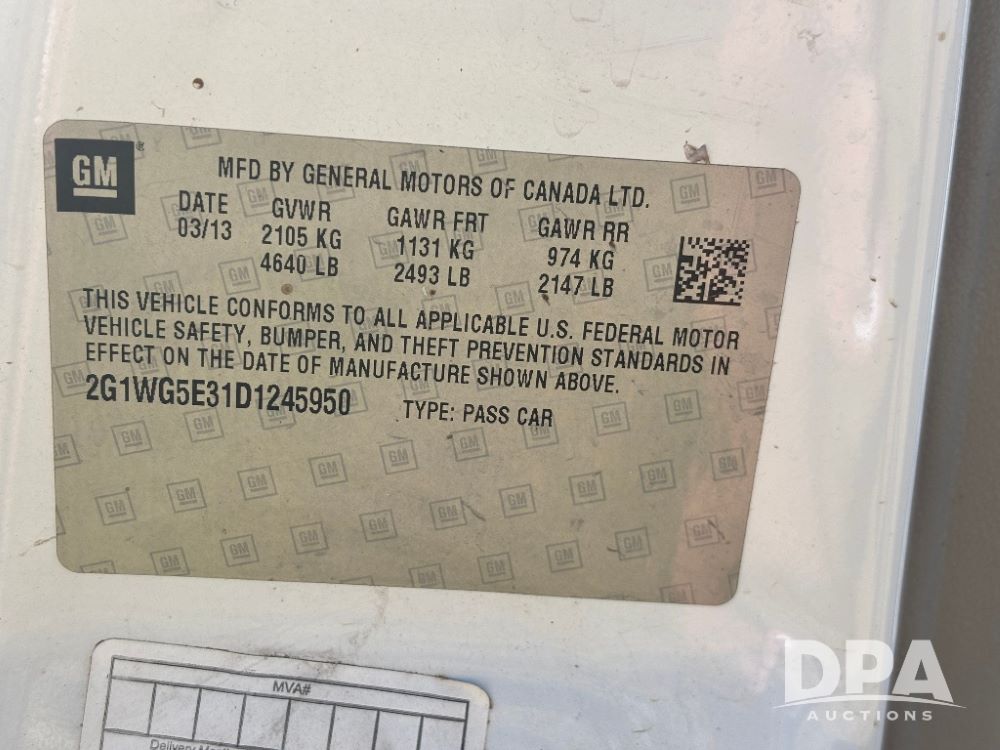 GM
MFD BY GENERAL MOTORS OF CANADA LTD.
DATE GVWR GAWR FRT GAWR RR
03/13 2105 KG 1131 KG 974 KG
4640 LB 2493 LB 2147 LB
THIS VEHICLE CONFORMS TO ALL APPLICABLE U.S. FEDERAL MOTOR
VEHICLE SAFETY, BUMPER, AND THEFT PREVENTION STANDARDS IN
EFFECT ON THE DATE OF MANUFACTURE SHOWN ABOVE.
2G1WG5E31D1245950 TYPE: PASS CAR
MVA#
Delivery
DPA
AUCTIONS